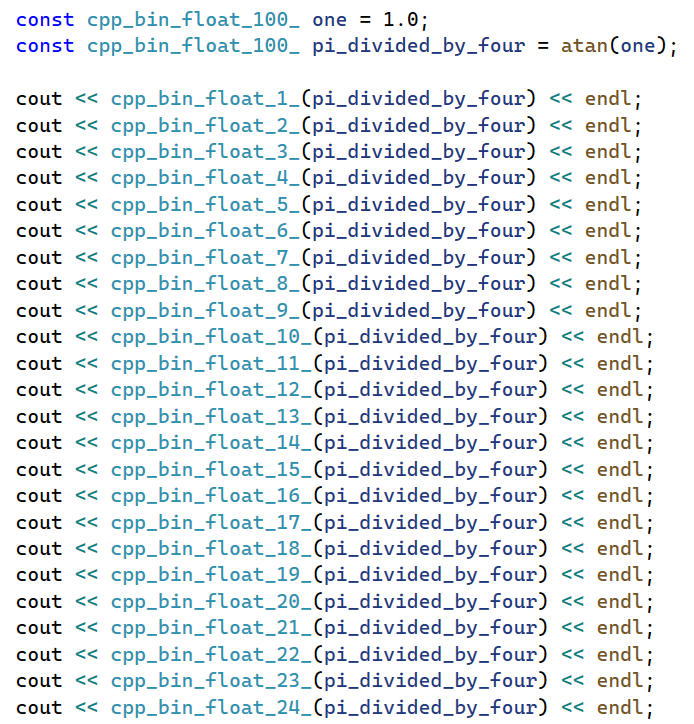 const cpp_bin_float_100_ one = 1.0;
const cpp_bin_float_100_ pi_divided_by_four = atan(one);
cout << cpp_bin_float_1_(pi_divided_by_four) << endl;
cout << cpp_bin_float_2_(pi_divided_by_four) << endl;
cout << cpp_bin_float_3_(pi_divided_by_four) << endl;
cout << cpp_bin_float_4_(pi_divided_by_four) << endl;
cout << cpp_bin_float_5_(pi_divided_by_four) << endl;
cout << cpp_bin_float_6_(pi_divided_by_four) << endl;
cout << cpp_bin_float_7_(pi_divided_by_four) << endl;
cout << cpp_bin_float_8_(pi_divided_by_four) << endl;
cout << cpp_bin_float_9_(pi_divided_by_four) << endl;
cout << cpp_bin_float_10_(pi_divided_by_four) << endl;
cout << cpp_bin_float_11_(pi_divided_by_four) << endl;
cout << cpp_bin_float_12_(pi_divided_by_four) << endl;
cout << cpp_bin_float_13_(pi_divided_by_four) << endl;
cout << cpp_bin_float_14_(pi_divided_by_four) << endl;
cout << cpp_bin_float_15_(pi_divided_by_four) << endl;
cout << cpp_bin_float_16_(pi_divided_by_four) << endl;
cout << cpp_bin_float_17_(pi_divided_by_four) << endl;
cout << cpp_bin_float_18_(pi_divided_by_four) << endl;
cout << cpp_bin_float_19_(pi_divided_by_four) << endl;
cout << cpp_bin_float_20_(pi_divided_by_four) << endl;
cout << cpp_bin_float_21_(pi_divided_by_four) << endl;
cout << cpp_bin_float_22_(pi_divided_by_four) << endl;
cout << cpp_bin_float_23_(pi_divided_by_four) << endl;
cout << cpp_bin_float_24_(pi_divided_by_four) << endl;